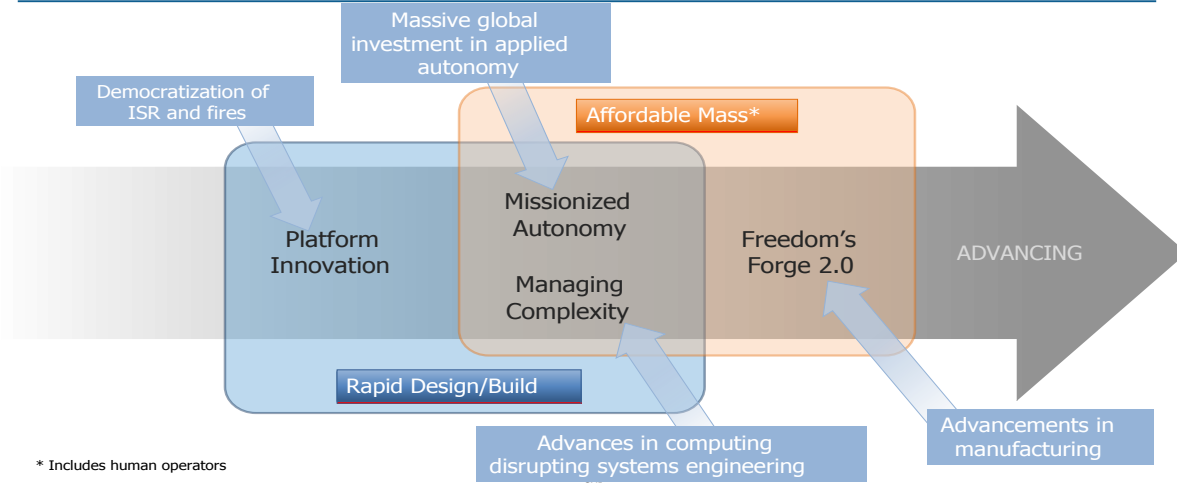 Massive global
investment in applied
autonomy
Democratization of
ISR and fires
Affordable Mass*
Missionized
Autonomy
Platform
Innovation
Freedom's
Forge 2.0
ADVANCING
Managing
Complexity
Rapid Design/Build
Advancements in
manufacturing
Advances in computing
disrupting systems engineering
* Includes human operators